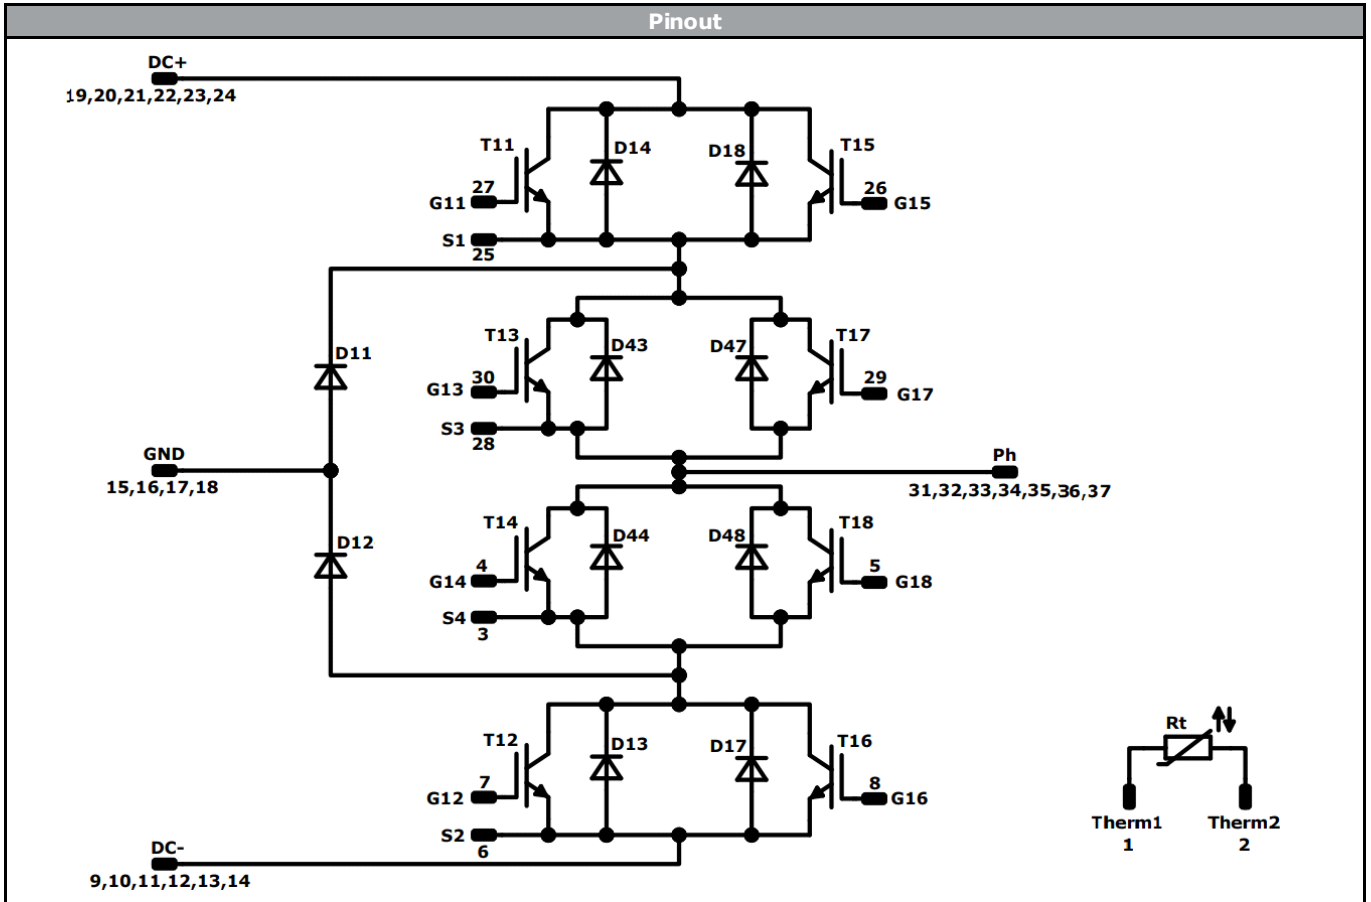 Pinout
DC+
19,20,21,22,23,24
T11
D14
D18
T15
27
G11
26
G15
S1
25
T13
D43
D47
T17
D11
30
G13
29
G17
S3
28
GND
15,16,17,18
Ph
31,32,33,34,35,36,37
T14
D44
D48
T18
D12
4
G14
5
G18
S4
3
T12
D13
D17
T16
7
G12
8
G16
S2
6
DC-
9,10,11,12,13,14
Rt
Therm1
1
Therm2
2